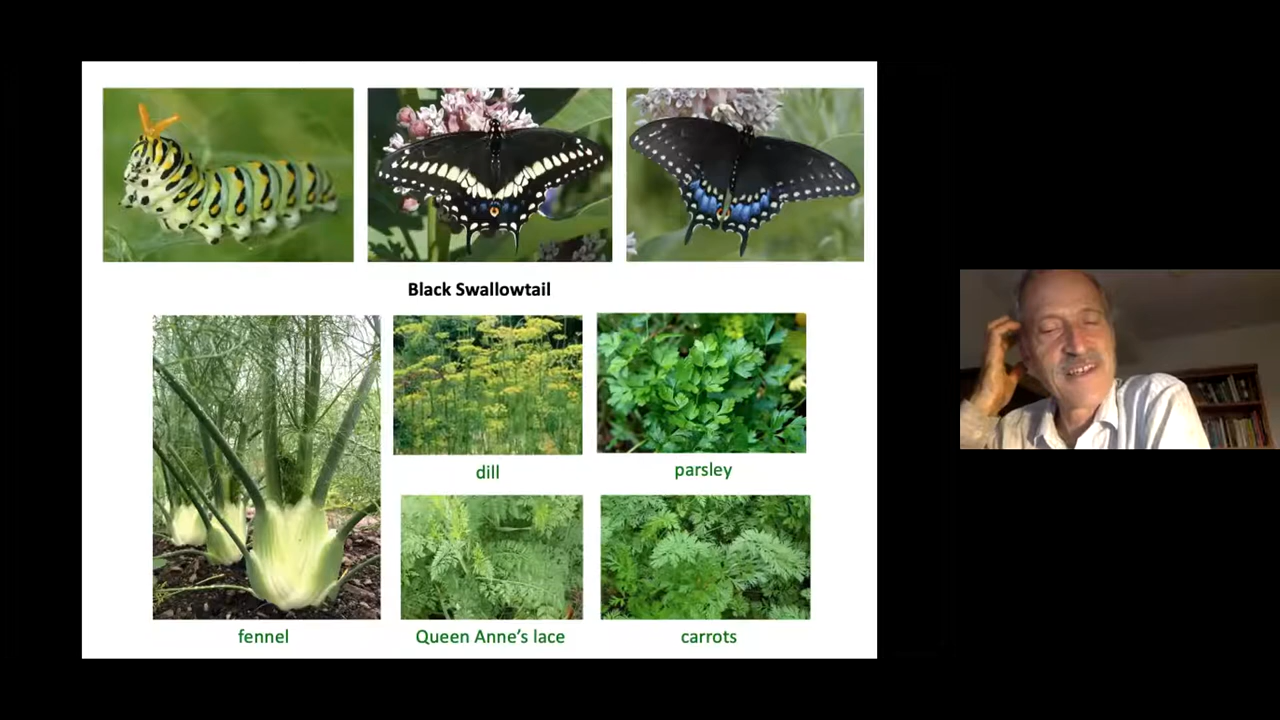 Black Swallowtail
dill
parsley
fennel
Queen Anne’s lace
carrots